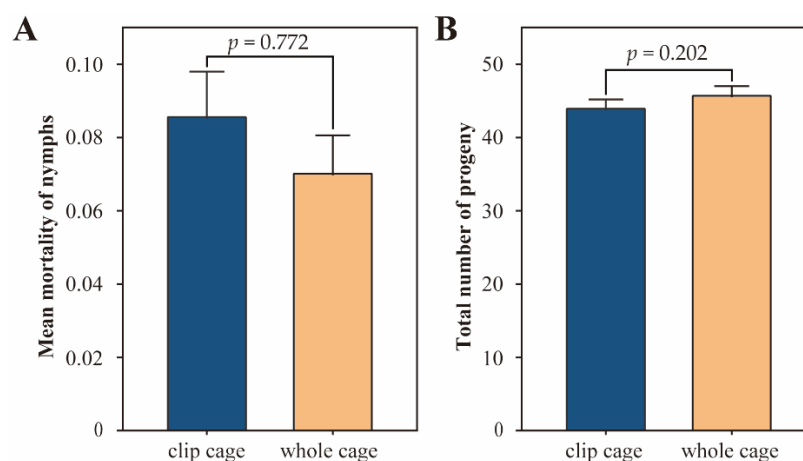 A
Mean mortality of nymphs
0.10
0.08
0.06
0.04
0.02
0
p = 0.772
clip cage
whole cage
B
Total number of progeny
50
40
30
20
10
0
p = 0.202
clip cage
whole cage